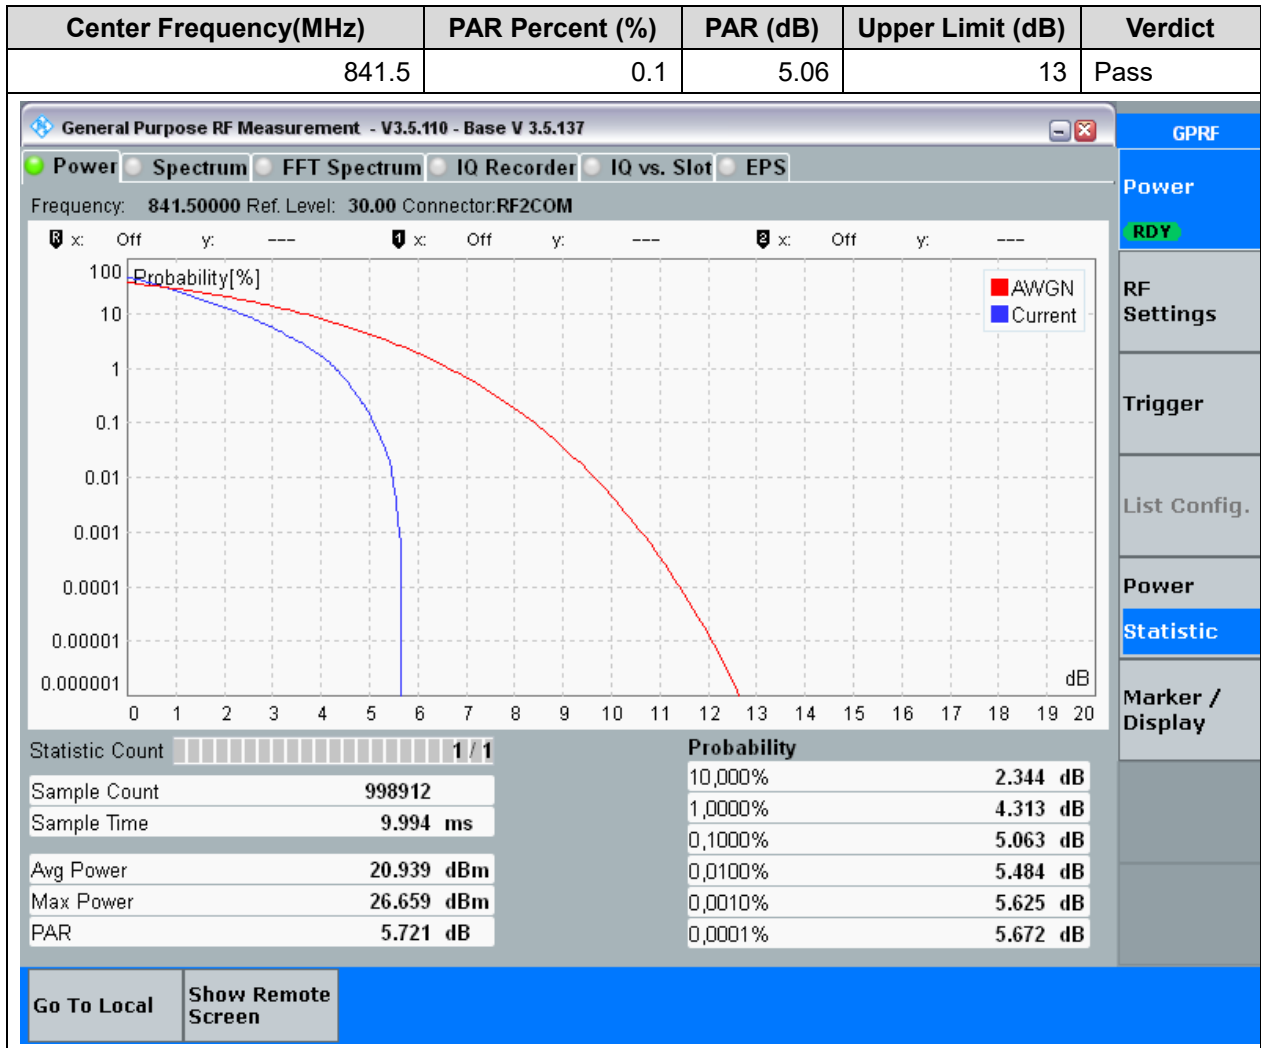 Center Frequency(MHz) PAR Percent (%) PAR (dB) Upper Limit (dB) Verdict
841.5 0.1 5.06 13 Pass
General Purpose RF Measurement - V3.5.110 - Base V 3.5.137
GPRF
Power Spectrum FFT Spectrum IQ Recorder IQ vs. Slot EPS
Frequency: 841.50000 Ref. Level: 30.00 Connector:RF2COM
R x: Off y: --- 1 x: Off y: --- 2 x: Off y: ---
Probability[%]
AWGN
Current
100
10
1
0.1
0.01
0.001
0.0001
0.00001
0.000001
dB
0 1 2 3 4 5 6 7 8 9 10 11 12 13 14 15 16 17 18 19 20
Statistic Count 1 / 1
Sample Count 998912
Sample Time 9.994 ms
Avg Power 20.939 dBm
Max Power 26.659 dBm
PAR 5.721 dB
Probability
10,000% 2.344 dB
1,0000% 4.313 dB
0,1000% 5.063 dB
0,0100% 5.484 dB
0,0010% 5.625 dB
0,0001% 5.672 dB
Power
RDY
RF
Settings
Trigger
List Config.
Power
Statistic
Marker /
Display
Go To Local
Show Remote
Screen